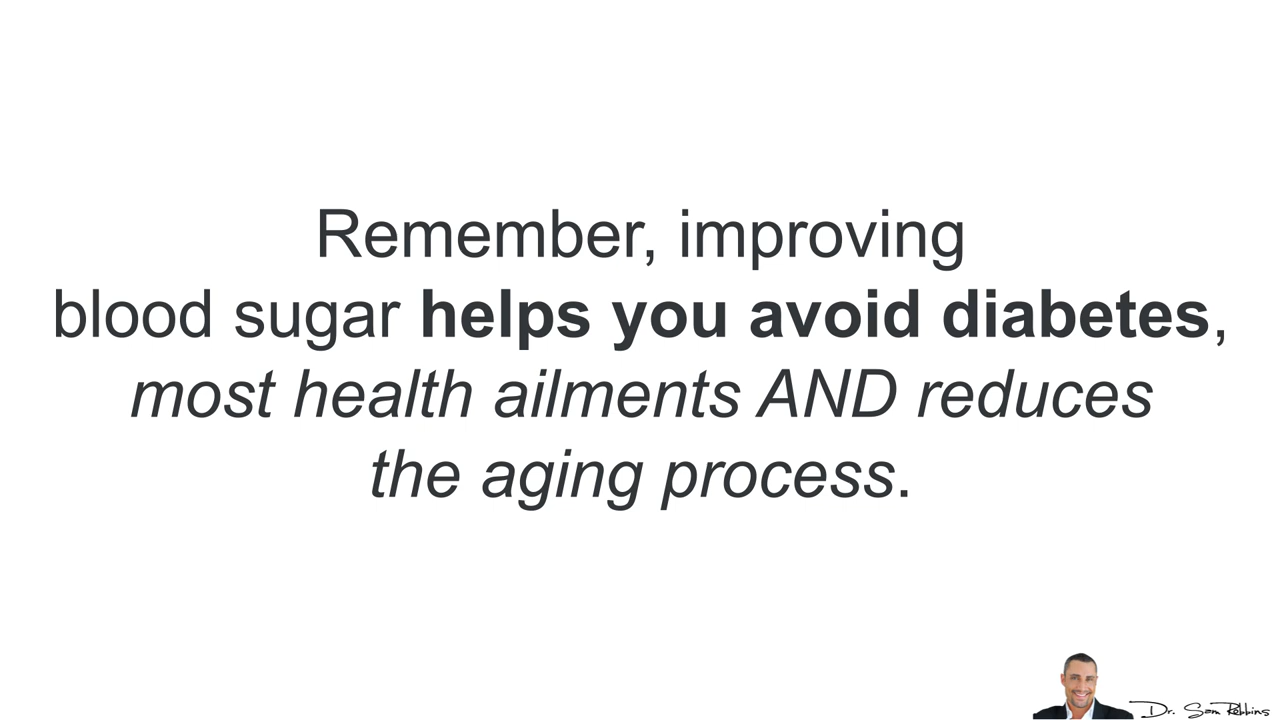 Remember, improving
blood sugar helps you avoid diabetes,
most health ailments AND reduces
the aging process.
Dr. Sam Robbins